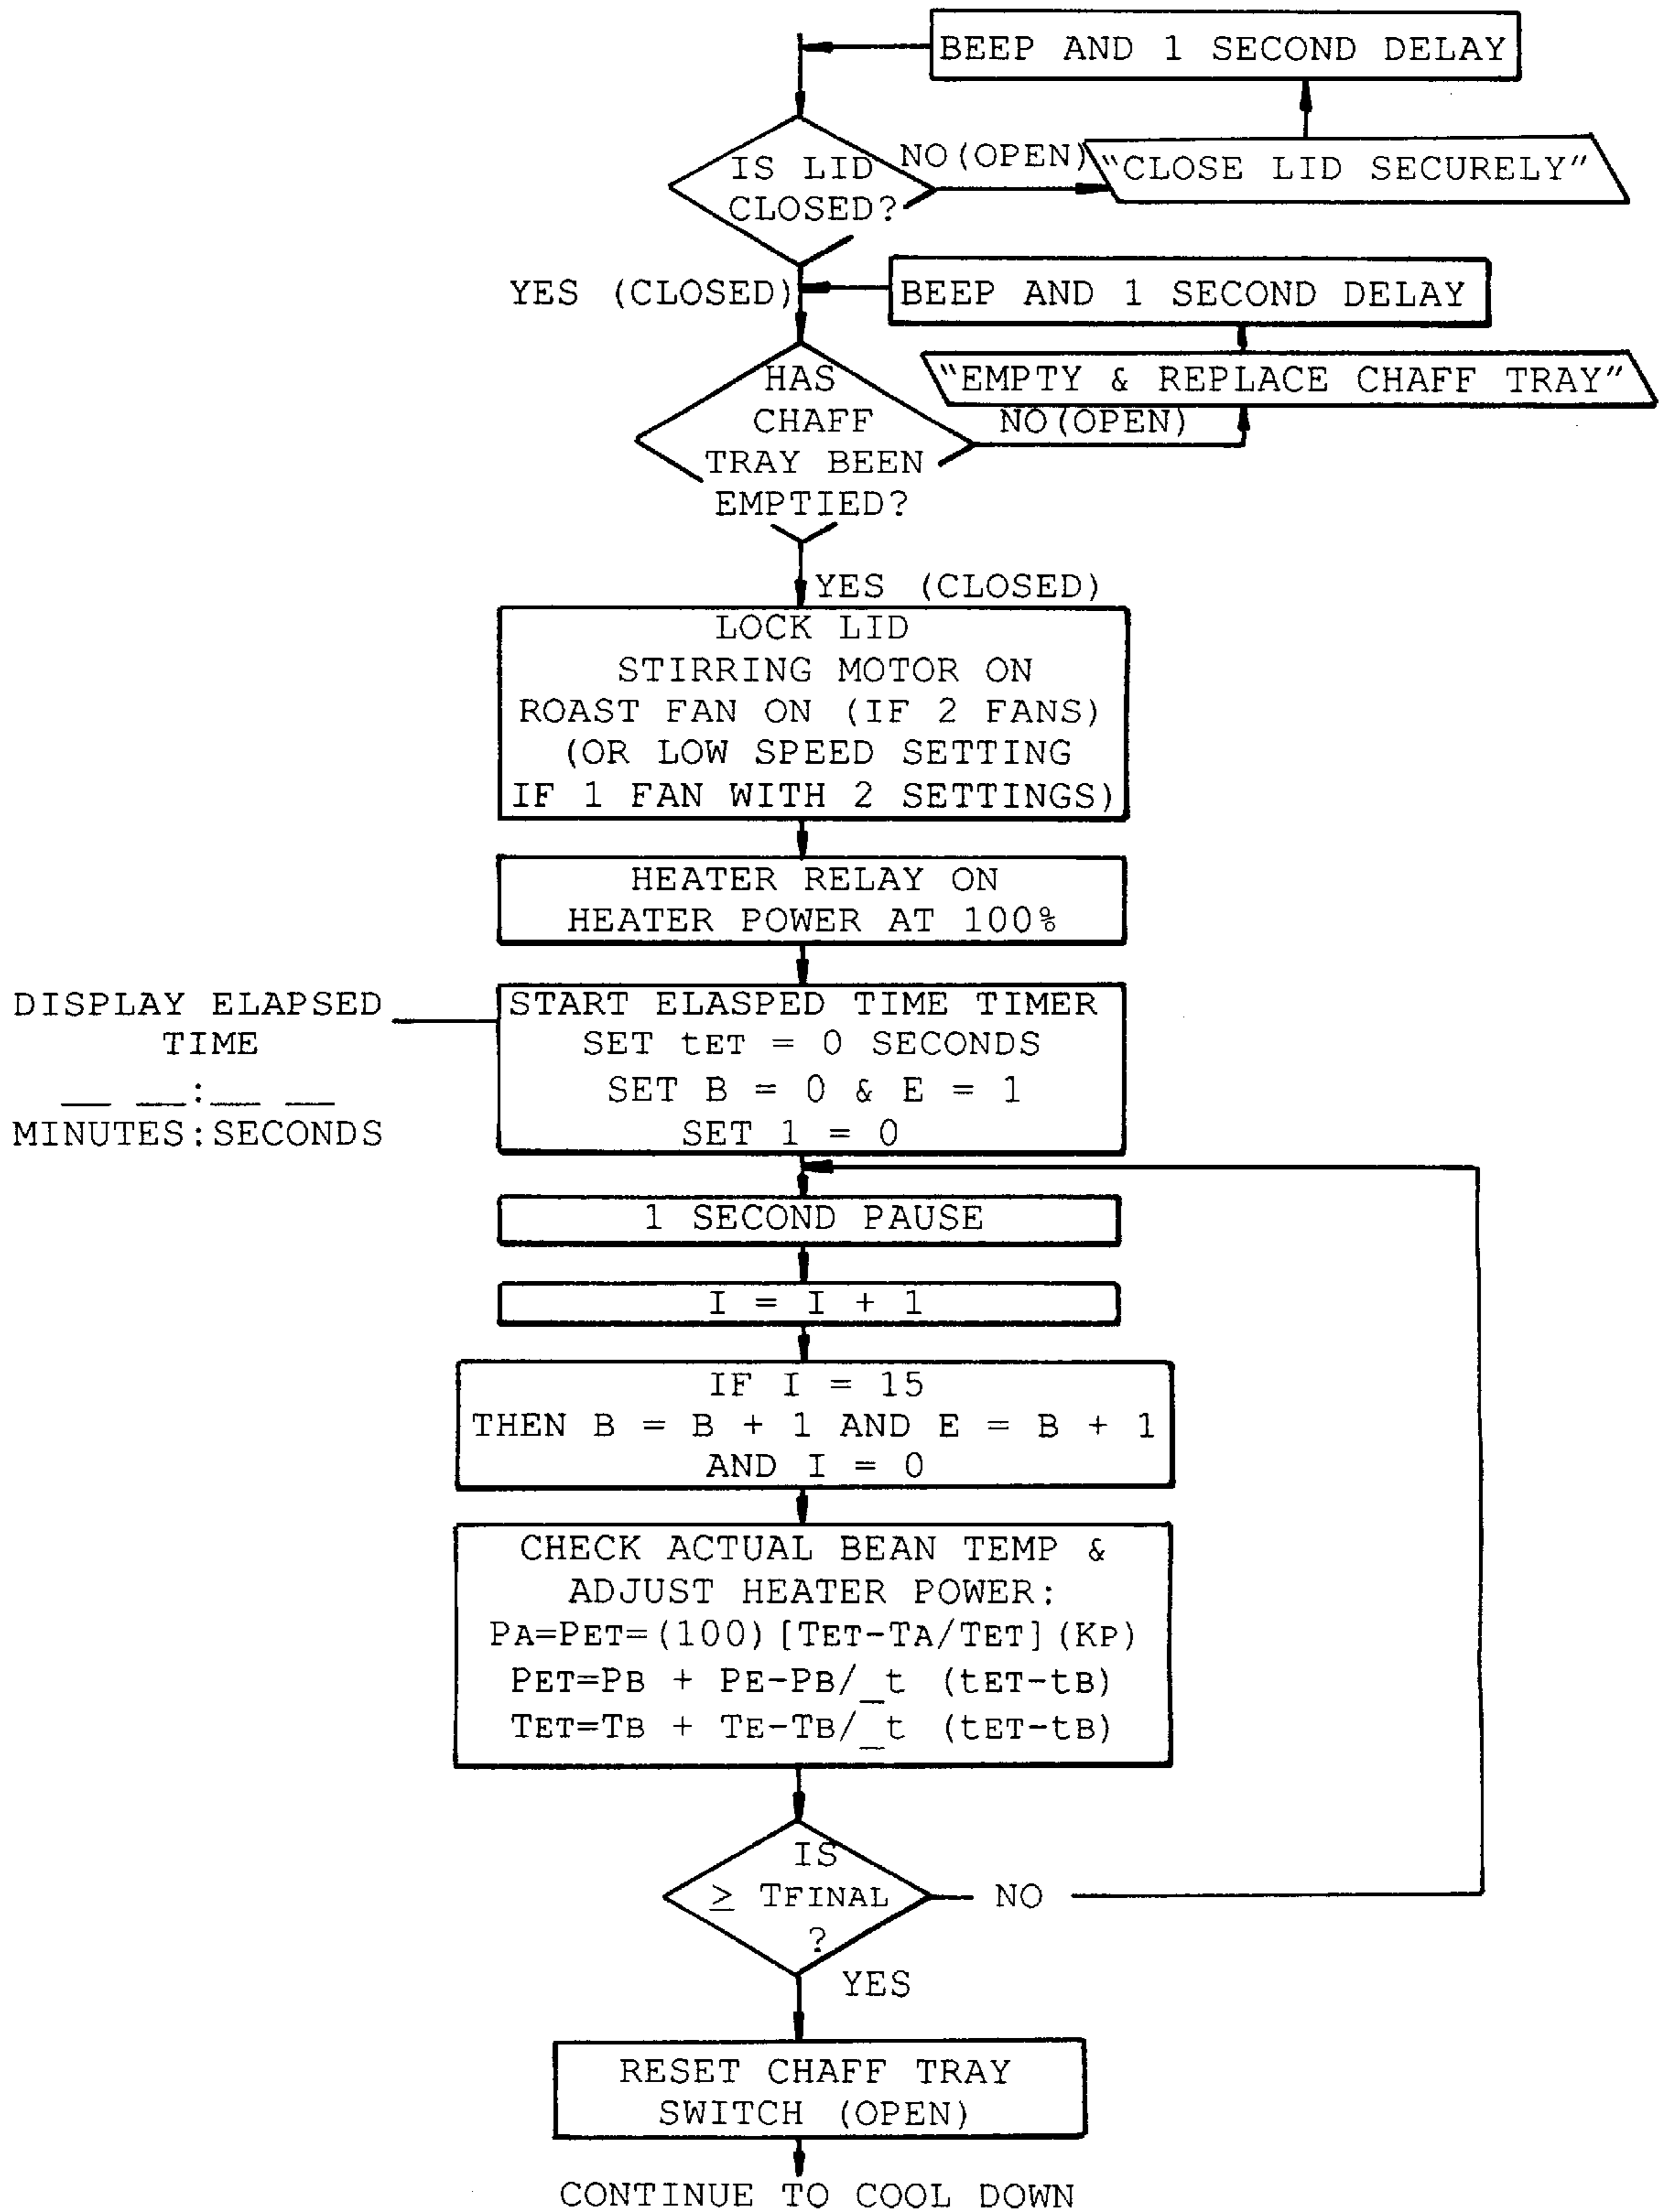 BEEP AND 1 SECOND DELAY
IS LID
CLOSED?
NO(OPEN)
"CLOSE LID SECURELY"
YES (CLOSED)
BEEP AND 1 SECOND DELAY
HAS
CHAFF
TRAY BEEN
EMPTIED?
"EMPTY & REPLACE CHAFF TRAY"
NO(OPEN)
YES (CLOSED)
LOCK LID
STIRRING MOTOR ON
ROAST FAN ON (IF 2 FANS)
(OR LOW SPEED SETTING
IF 1 FAN WITH 2 SETTINGS)
HEATER RELAY ON
HEATER POWER AT 100%
DISPLAY ELAPSED
TIME
__ __:__ __
MINUTES:SECONDS
START ELASPED TIME TIMER
SET tET = 0 SECONDS
SET B = 0 & E = 1
SET 1 = 0
1 SECOND PAUSE
I = I + 1
IF I = 15
THEN B = B + 1 AND E = B + 1
AND I = 0
CHECK ACTUAL BEAN TEMP &
ADJUST HEATER POWER:
PA=PET=(100)[TET-TA/TET](KP)
PET=PB + PE-PB/_t (tET-tB)
TET=TB + TE-TB/_t (tET-tB)
IS
≥ TFINAL
?
NO
YES
RESET CHAFF TRAY
SWITCH (OPEN)
CONTINUE TO COOL DOWN